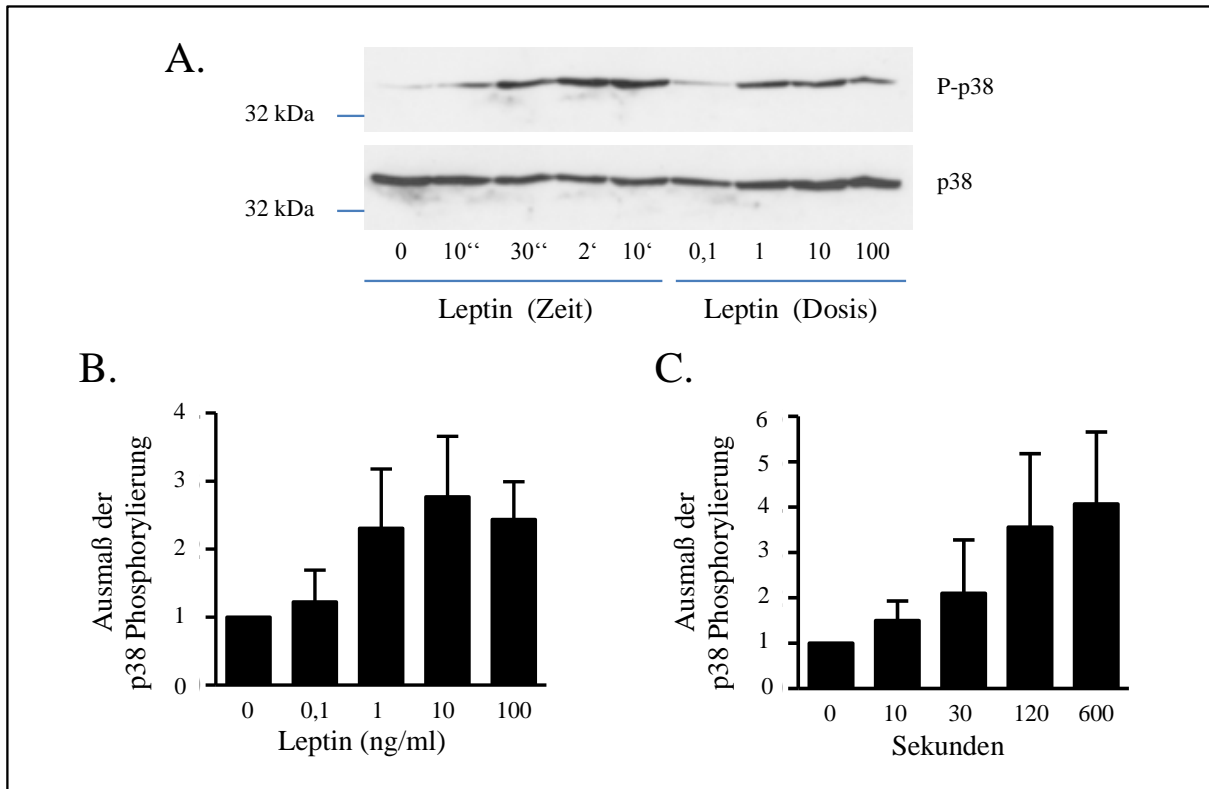 A.
P-p38
32 kDa
p38
32 kDa
0 10“ 30“ 2‘ 10‘ 0,1 1 10 100
Leptin (Zeit) Leptin (Dosis)
B.
Ausmaß der
p38 Phosphorylierung
4
3
2
1
0
0 0,1 1 10 100
Leptin (ng/ml)
C.
Ausmaß der
p38 Phosphorylierung
6
5
4
3
2
1
0
0 10 30 120 600
Sekunden